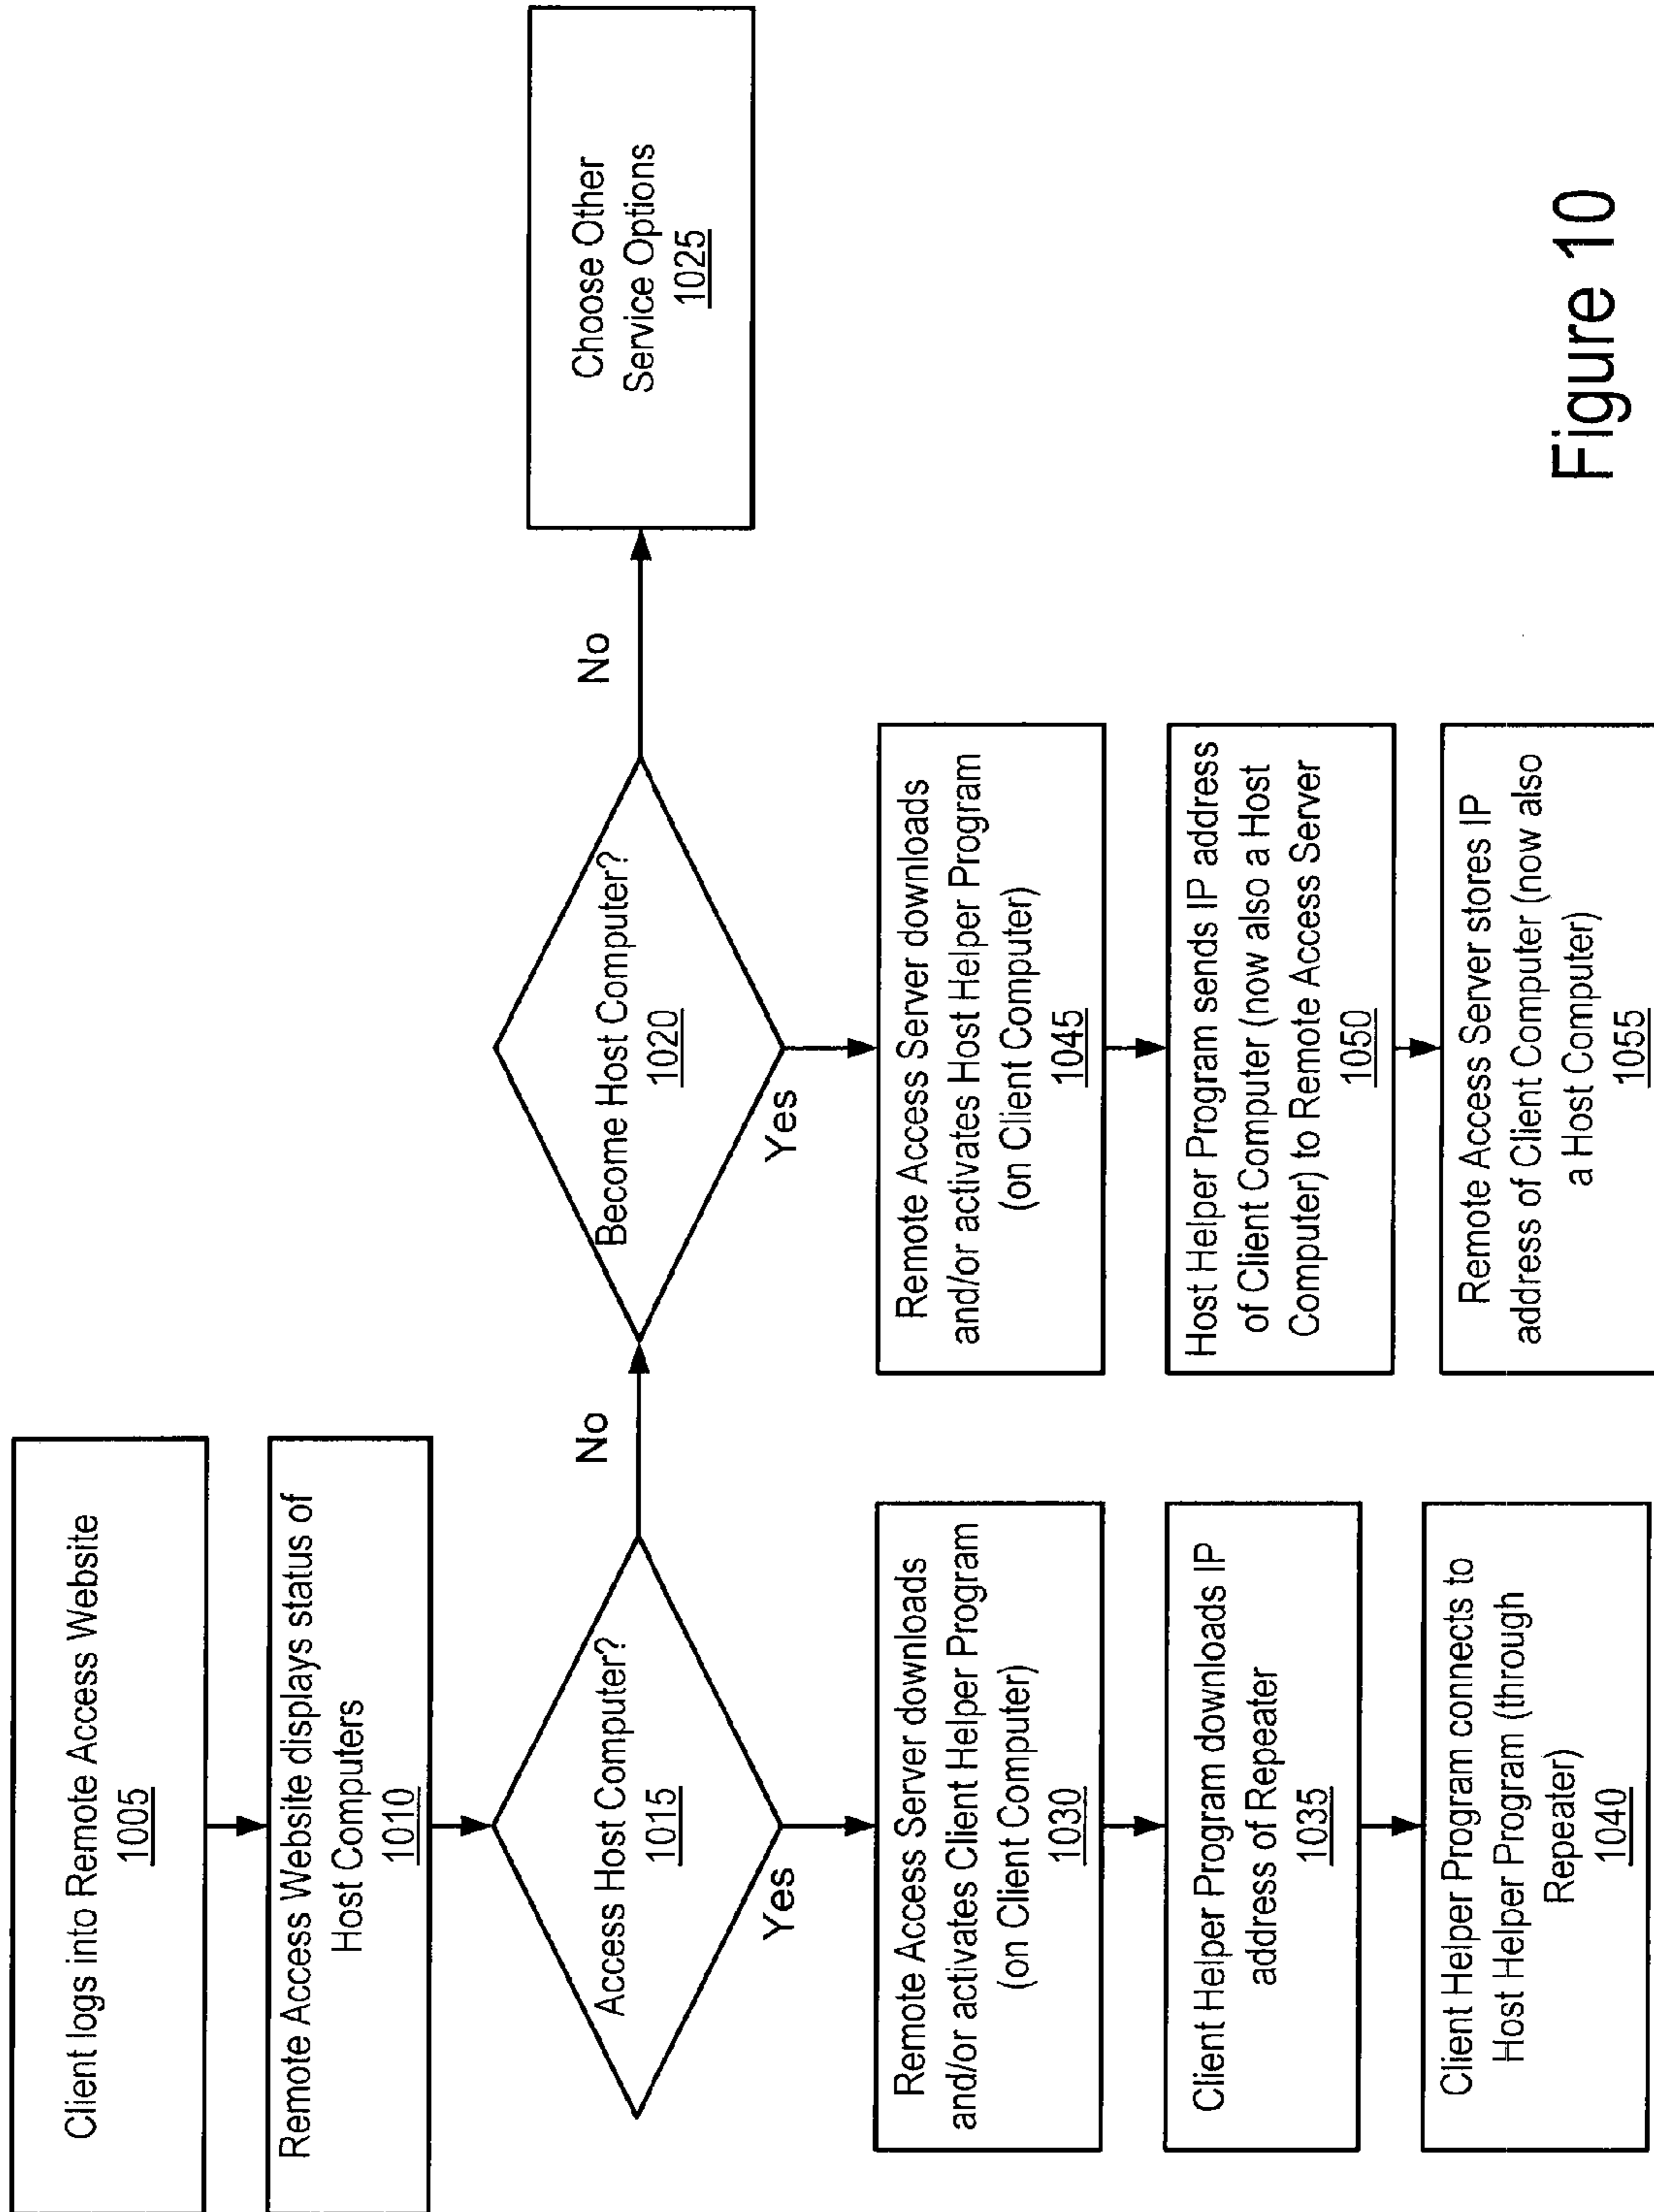 Client logs into Remote Access Website
1005
Remote Access Website displays status of
Host Computers
1010
Access Host Computer?
1015
No
Yes
Become Host Computer?
1020
No
Yes
Choose Other
Service Options
1025
Remote Access Server downloads
and/or activates Client Helper Program
(on Client Computer)
1030
Client Helper Program downloads IP
address of Repeater
1035
Client Helper Program connects to
Host Helper Program (through
Repeater)
1040
Remote Access Server downloads
and/or activates Host Helper Program
(on Client Computer)
1045
Host Helper Program sends IP address
of Client Computer (now also a Host
Computer) to Remote Access Server
1050
Remote Access Server stores IP
address of Client Computer (now also
a Host Computer)
1055
Figure 10